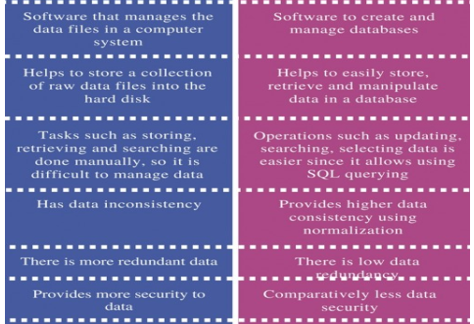 Software that manages the
data files in a computer
system
Software to create and
manage databases
Helps to store a collection
of raw data files into the
hard disk
Helps to easily store,
retrieve and manipulate
data in a database
Tasks such as storing,
retrieving and searching are
done manually, so it is
difficult to manage data
Operations such as updating,
searching, selecting data is
easier since it allows using
SQL querying
Has data inconsistency
Provides higher data
consistency using
normalization
There is more redundant data
There is low data
redundancy
Provides more security to
data
Comparatively less data
security